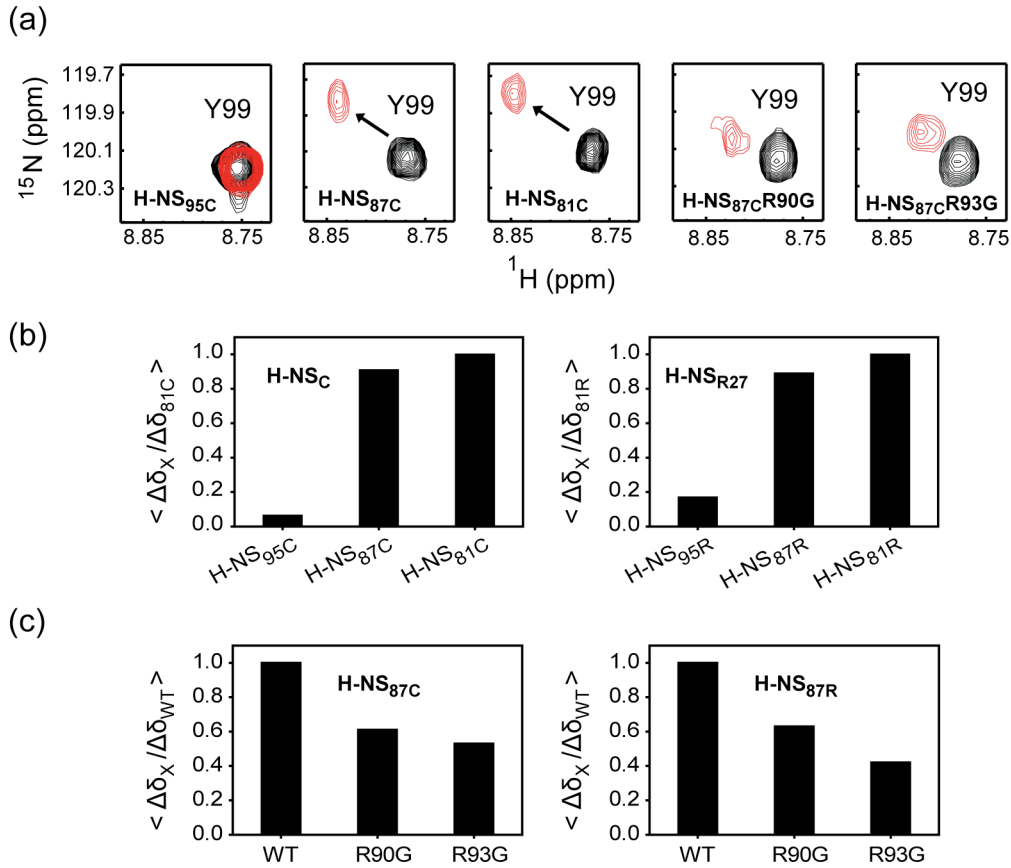 (a)
15N (ppm)
119.7
119.9
120.1
120.3
Y99
H-NS95C
8.85 8.75
Y99
H-NS87C
8.85 8.75
Y99
H-NS81C
8.85 8.75
Y99
H-NS87CR90G
8.85 8.75
Y99
H-NS87CR93G
8.85 8.75
1H (ppm)
(b)
< ΔδX /Δδ81C >
1.0
0.8
0.6
0.4
0.2
0.0
H-NSC
H-NS95C
H-NS87C
H-NS81C
< ΔδX /Δδ81R >
1.0
0.8
0.6
0.4
0.2
0.0
H-NSR27
H-NS95R
H-NS87R
H-NS81R
(c)
< ΔδX /ΔδWT >
1.0
0.8
0.6
0.4
0.2
0.0
H-NS87C
WT R90G R93G
< ΔδX /ΔδWT >
1.0
0.8
0.6
0.4
0.2
0.0
H-NS87R
WT R90G R93G